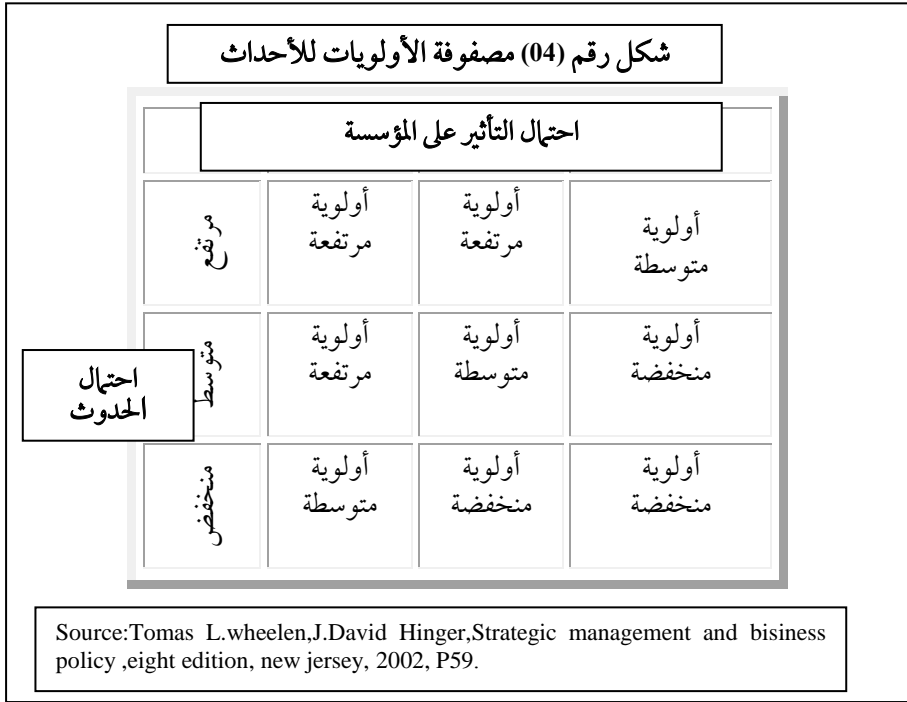 شكل رقم (04) مصفوفة الأولويات للأحداث
احتمال التأثير على المؤسسة
مرتفع
أولوية
مرتفعة
أولوية
مرتفعة
أولوية
متوسطة
احتمال
الحدوث
متوسط
أولوية
مرتفعة
أولوية
متوسطة
أولوية
منخفضة
منخفض
أولوية
متوسطة
أولوية
منخفضة
أولوية
منخفضة
Source:Tomas L.wheelen,J.David Hinger,Strategic management and bisiness
policy ,eight edition, new jersey, 2002, P59.